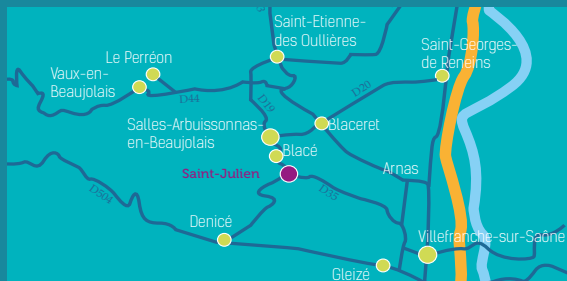 Saint-Etienne-
des Oullières
Saint-Georges-
de Reneins
Le Perréon
Vaux-en-
Beaujolais
D44
D19
D20
Salles-Arbuissonnas-
en-Beaujolais
Blaceret
Blacé
Saint-Julien
Arnas
D35
D504
Denicé
Villefranche-sur-Saône
Gleizé